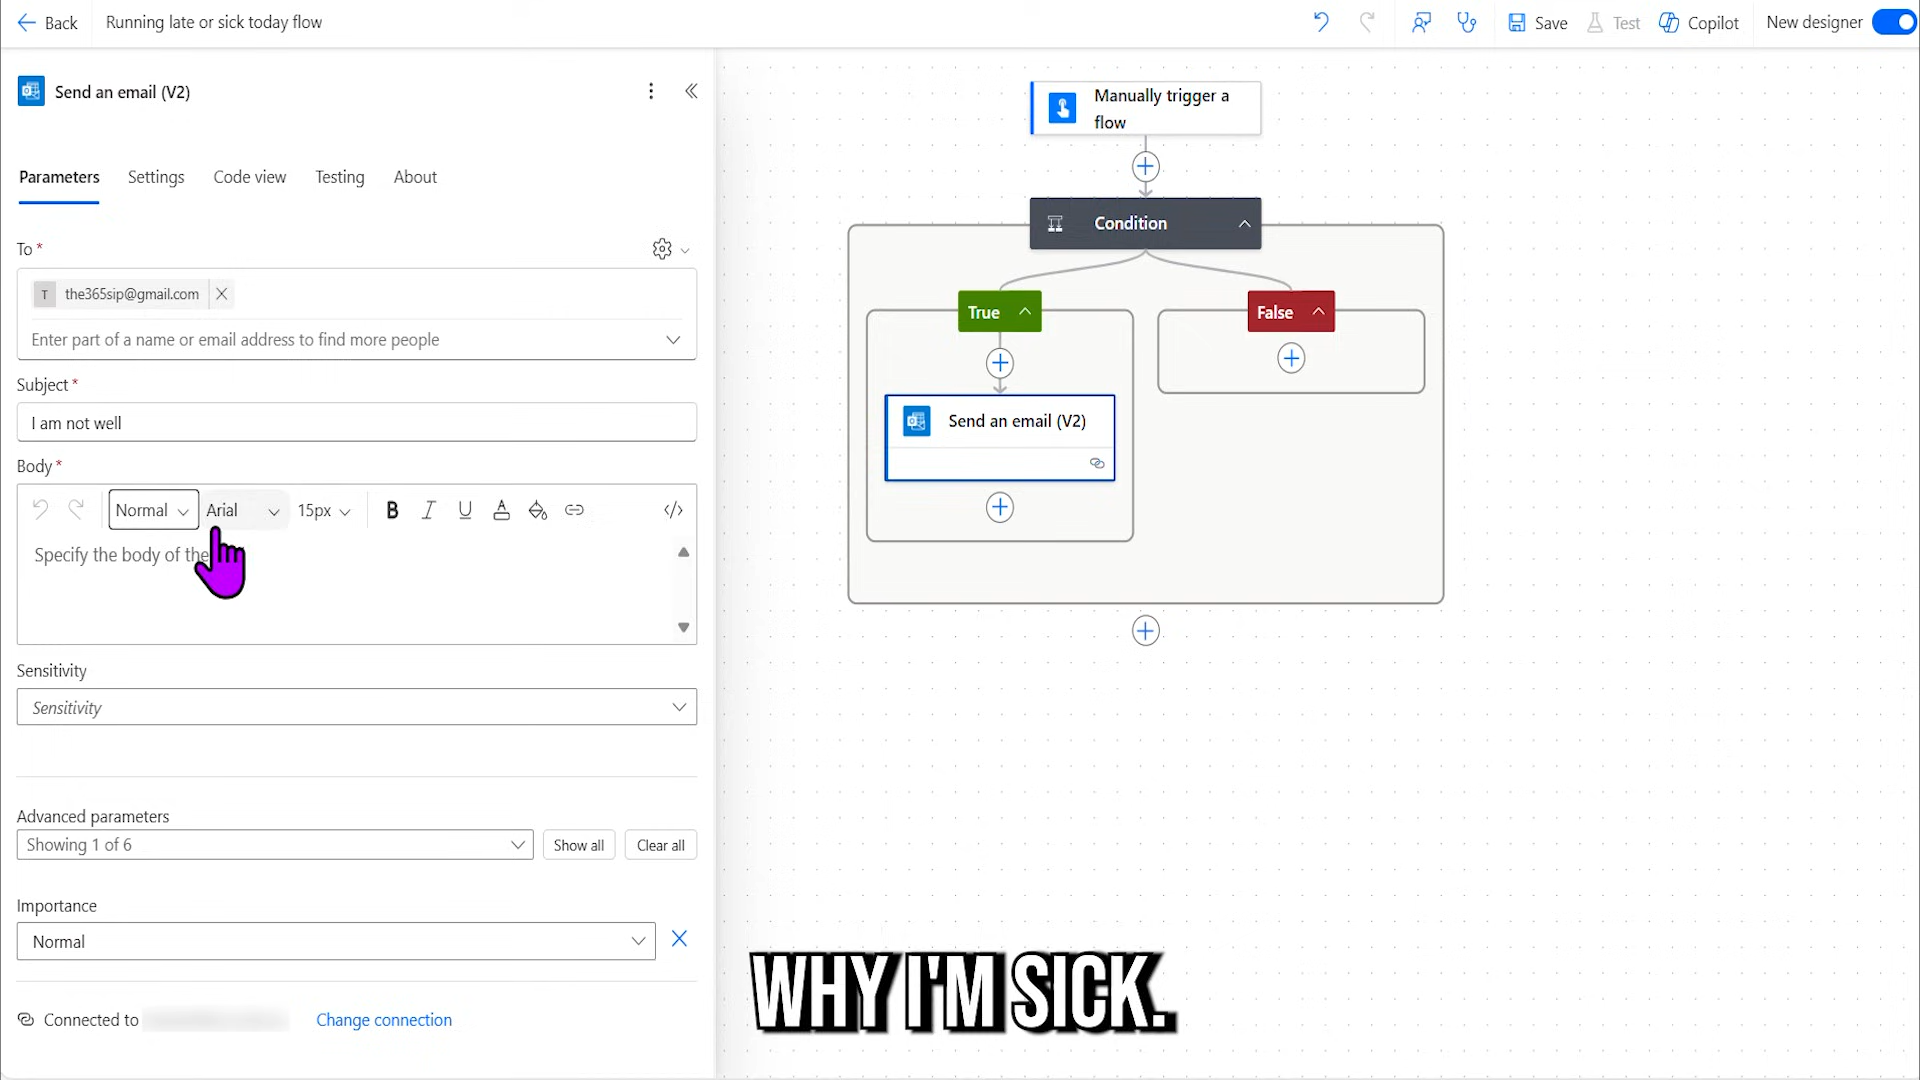 Back
Running late or sick today flow
Save
Test
Copilot
New designer
Send an email (V2)
Parameters
Settings
Code view
Testing
About
To *
T
the365sip@gmail.com
Enter part of a name or email address to find more people
Subject *
I am not well
Body *
Normal
Arial
15px
B
I
U
A
</>
Specify the body of the
Sensitivity
Sensitivity
Advanced parameters
Showing 1 of 6
Show all
Clear all
Importance
Normal
Connected to
Change connection
Manually trigger a
flow
Condition
True
False
Send an email (V2)
WHY I'M SICK.